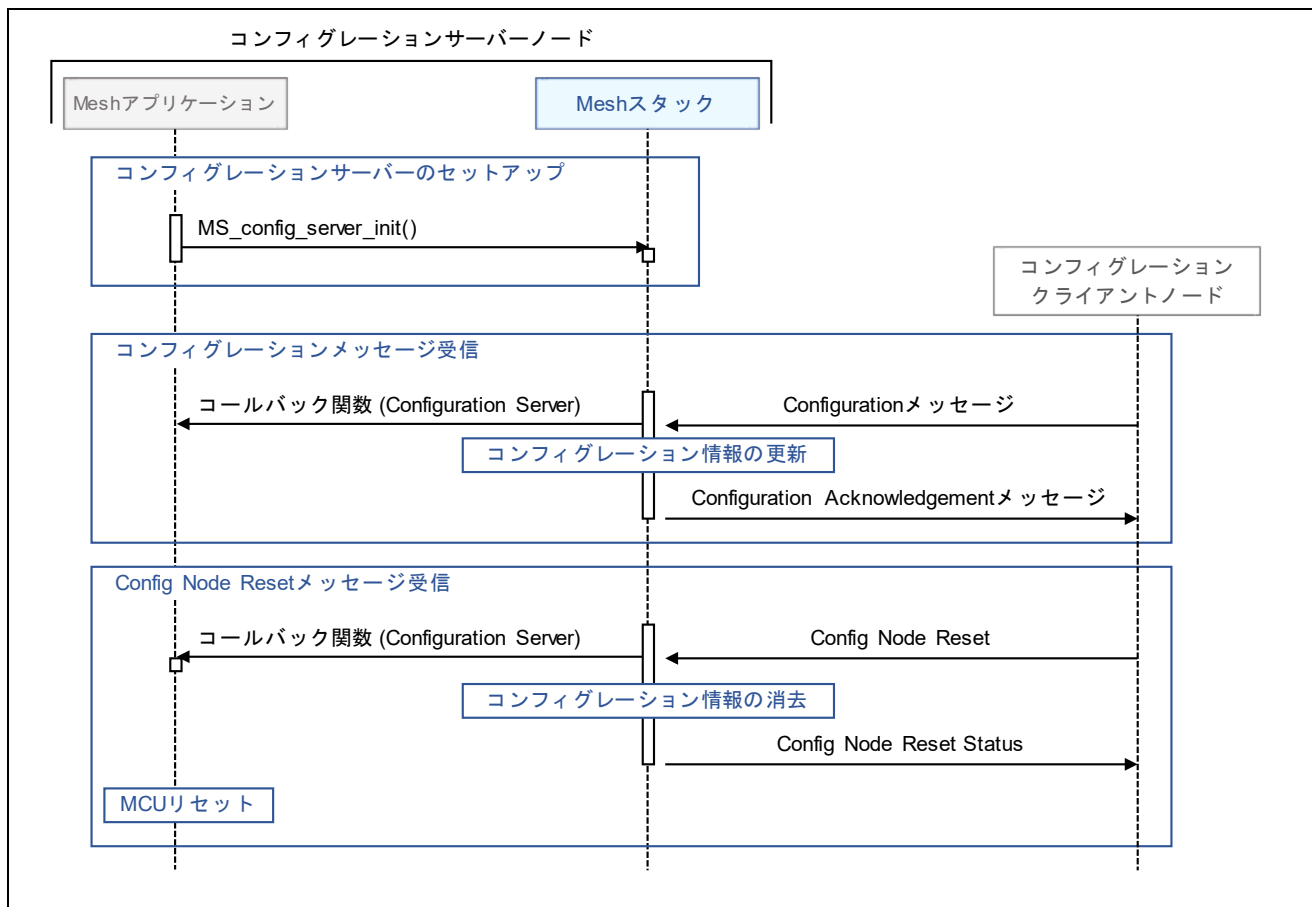 コンフィグレーションサーバーノード
Meshアプリケーション
Meshスタック
コンフィグレーションサーバーのセットアップ
MS_config_server_init()
コンフィグレーション
クライアントノード
コンフィグレーションメッセージ受信
コールバック関数 (Configuration Server)
Configurationメッセージ
コンフィグレーション情報の更新
Configuration Acknowledgementメッセージ
Config Node Resetメッセージ受信
コールバック関数 (Configuration Server)
Config Node Reset
コンフィグレーション情報の消去
Config Node Reset Status
MCUリセット